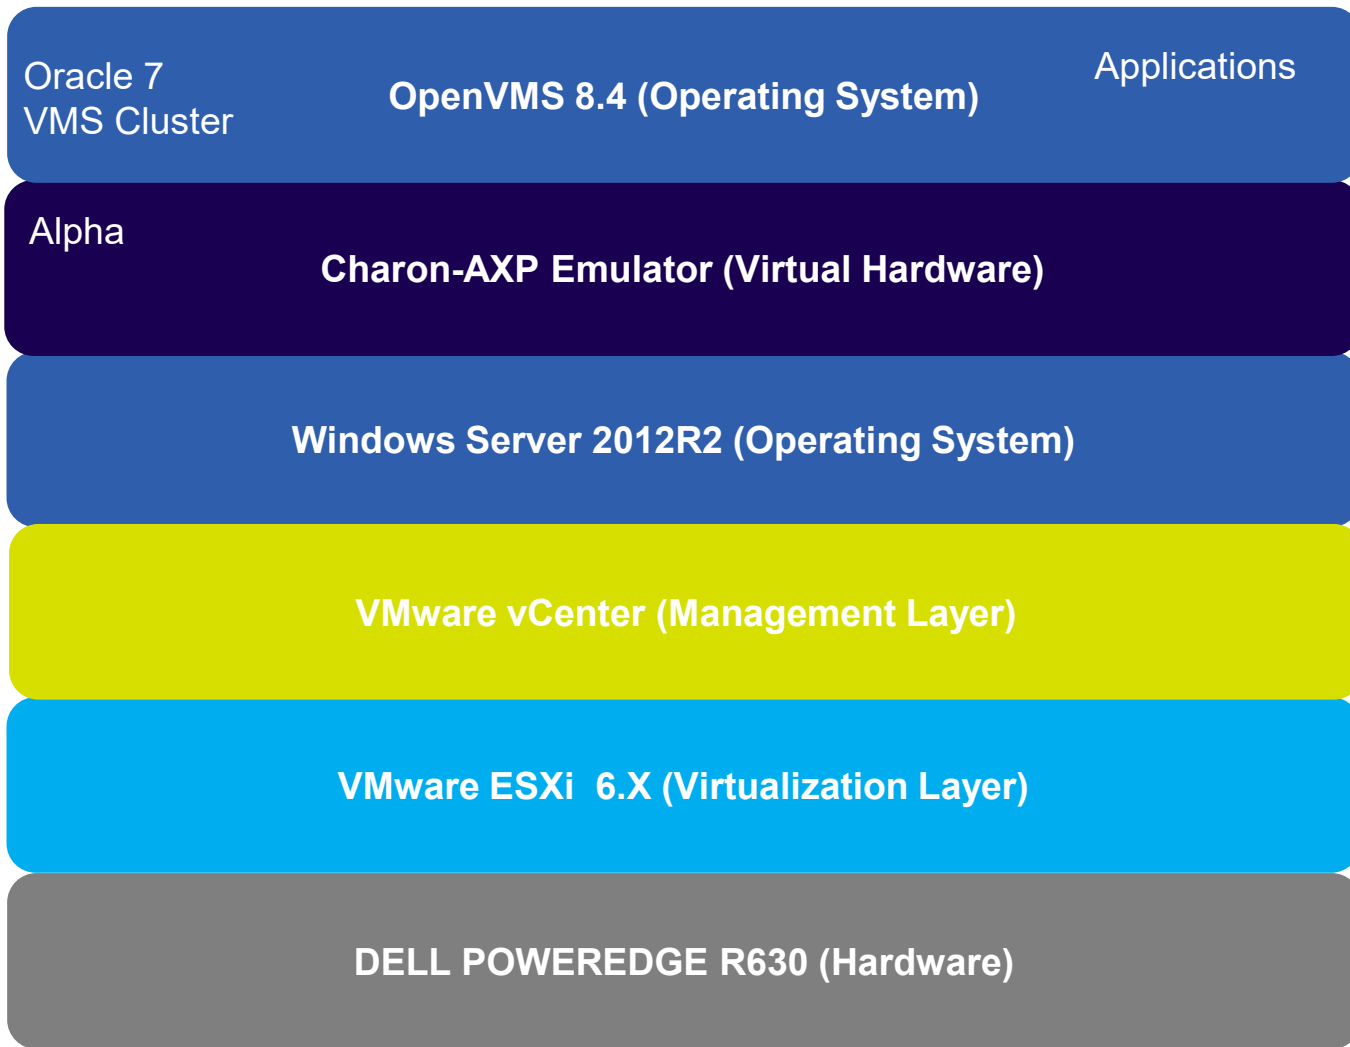 Oracle 7
VMS Cluster
OpenVMS 8.4 (Operating System)
Applications
Alpha
Charon-AXP Emulator (Virtual Hardware)
Windows Server 2012R2 (Operating System)
VMware vCenter (Management Layer)
VMware ESXi  6.X (Virtualization Layer)
DELL POWEREDGE R630 (Hardware)